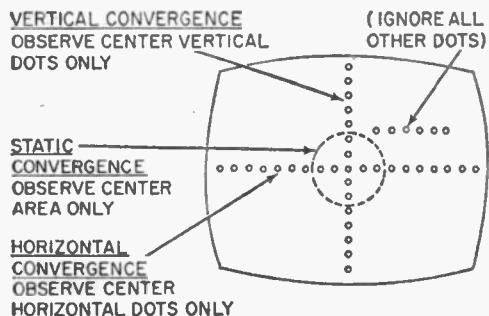 VERTICAL CONVERGENCE
OBSERVE CENTER VERTICAL
DOTS ONLY
(IGNORE ALL
OTHER DOTS)
STATIC
CONVERGENCE
OBSERVE CENTER
AREA ONLY
HORIZONTAL
CONVERGENCE
OBSERVE CENTER
HORIZONTAL DOTS ONLY